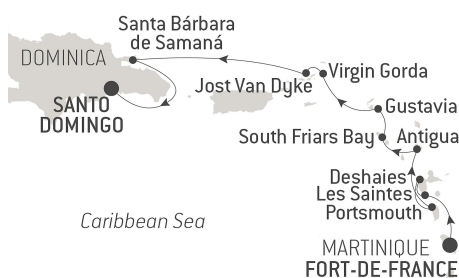 Santa Bárbara
de Samaná
DOMINICA
SANTO
DOMINGO
Jost Van Dyke
Virgin Gorda
Gustavia
South Friars Bay
Antigua
Deshaies
Les Saintes
Portsmouth
Caribbean Sea
MARTINIQUE
FORT-DE-FRANCE